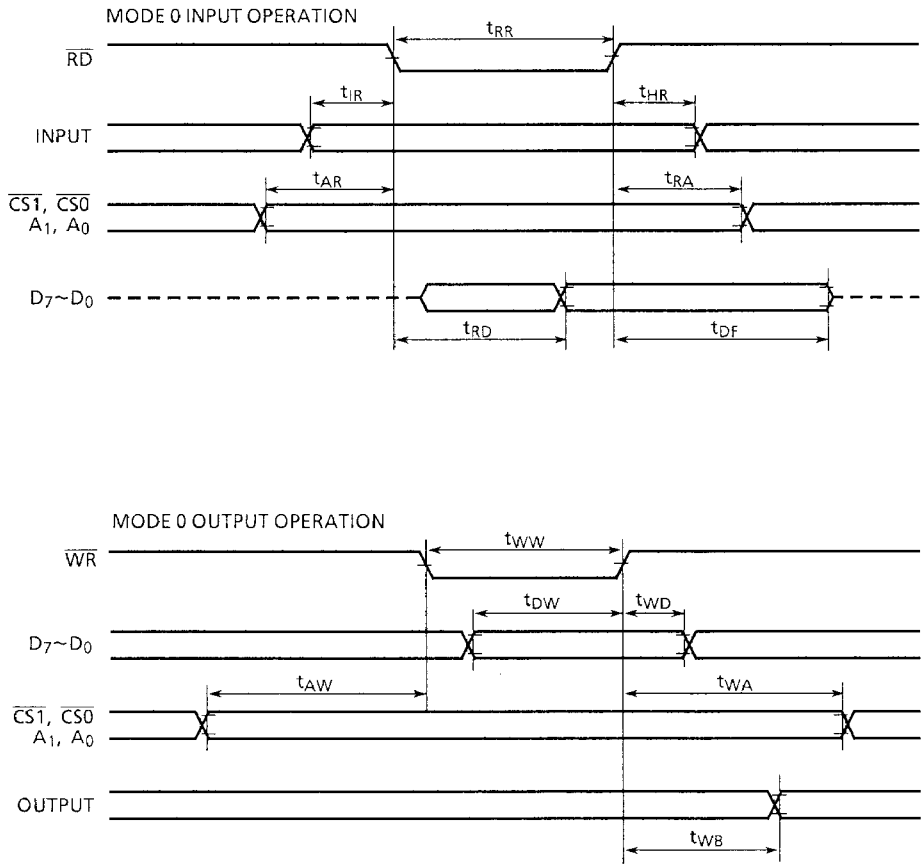 MODE 0 INPUT OPERATION
tRR
RD
tIR
tHR
INPUT
tAR
tRA
CS1, CS0
A1, A0
D7~D0
tRD
tDF
MODE 0 OUTPUT OPERATION
tWW
WR
tDW
tWD
D7~D0
tAW
tWA
CS1, CS0
A1, A0
OUTPUT
tWB